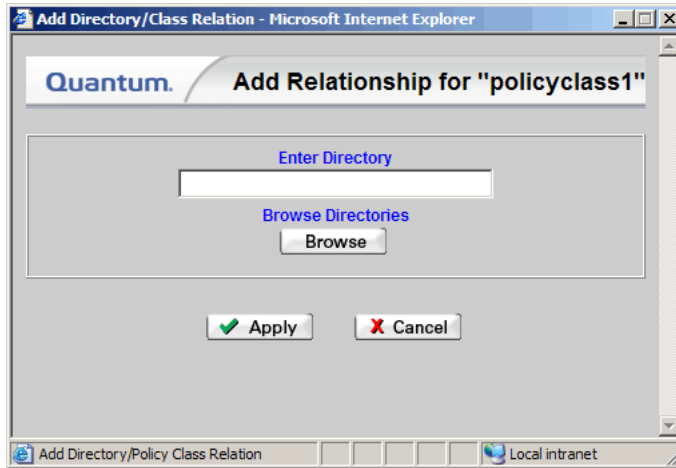 Add Directory/Class Relation - Microsoft Internet Explorer
Quantum.
Add Relationship for "policyclass1"
Enter Directory
Browse Directories
Browse
Apply
Cancel
Add Directory/Policy Class Relation
Local intranet